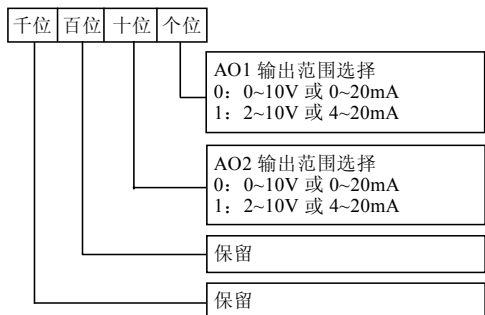 千位 百位 十位 个位
AO1 输出范围选择
0：0~10V 或 0~20mA
1：2~10V 或 4~20mA
AO2 输出范围选择
0：0~10V 或 0~20mA
1：2~10V 或 4~20mA
保留
保留